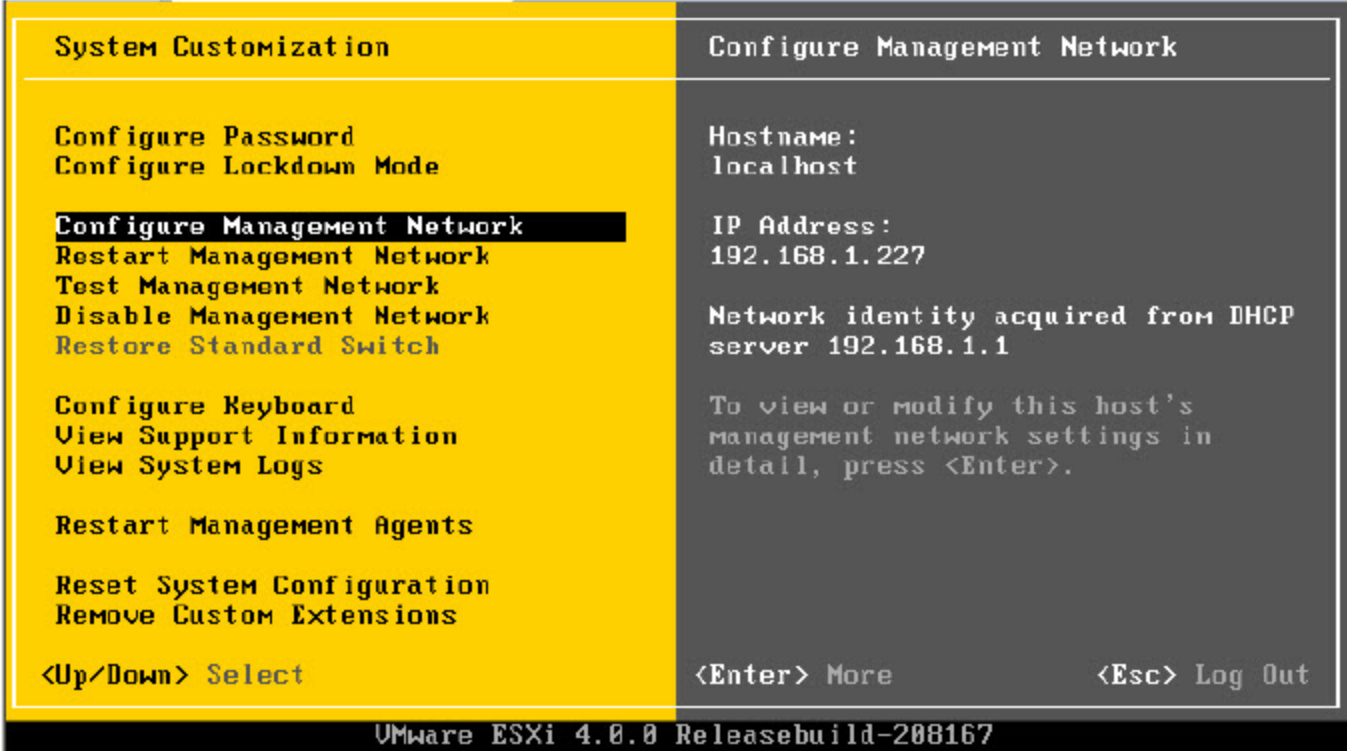 System Customization
Configure Password
Configure Lockdown Mode
Configure Management Network
Restart Management Network
Test Management Network
Disable Management Network
Restore Standard Switch
Configure Keyboard
View Support Information
View System Logs
Restart Management Agents
Reset System Configuration
Remove Custom Extensions
<Up/Down> Select
Configure Management Network
Hostname:
localhost
IP Address:
192.168.1.227
Network identity acquired from DHCP
server 192.168.1.1
To view or modify this host's
management network settings in
detail, press <Enter>.
<Enter> More
<Esc> Log Out
VMware ESXi 4.0.0 Releasebuild-208167